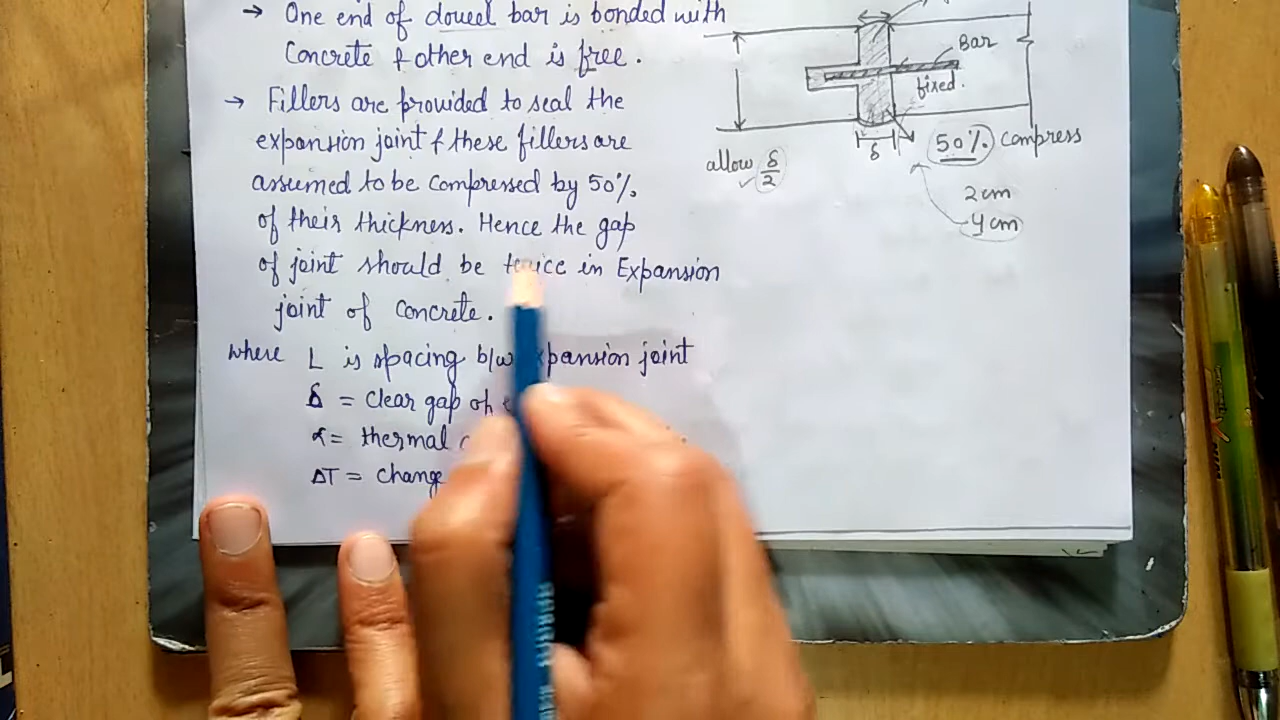 → One end of douel bar is bonded with
Concrete & other end is free.
→ Fillers are provided to seal the
expansion joint & these fillers are
assumed to be compressed by 50%
of their thickness. Hence the gap
of joint should be twice in Expansion
joint of Concrete.
where L is spacing b/w expansion joint
δ = clear gap of
α = thermal
ΔT = change
Bar
fixed.
δ
50% compress
allow δ/2
2cm
4cm